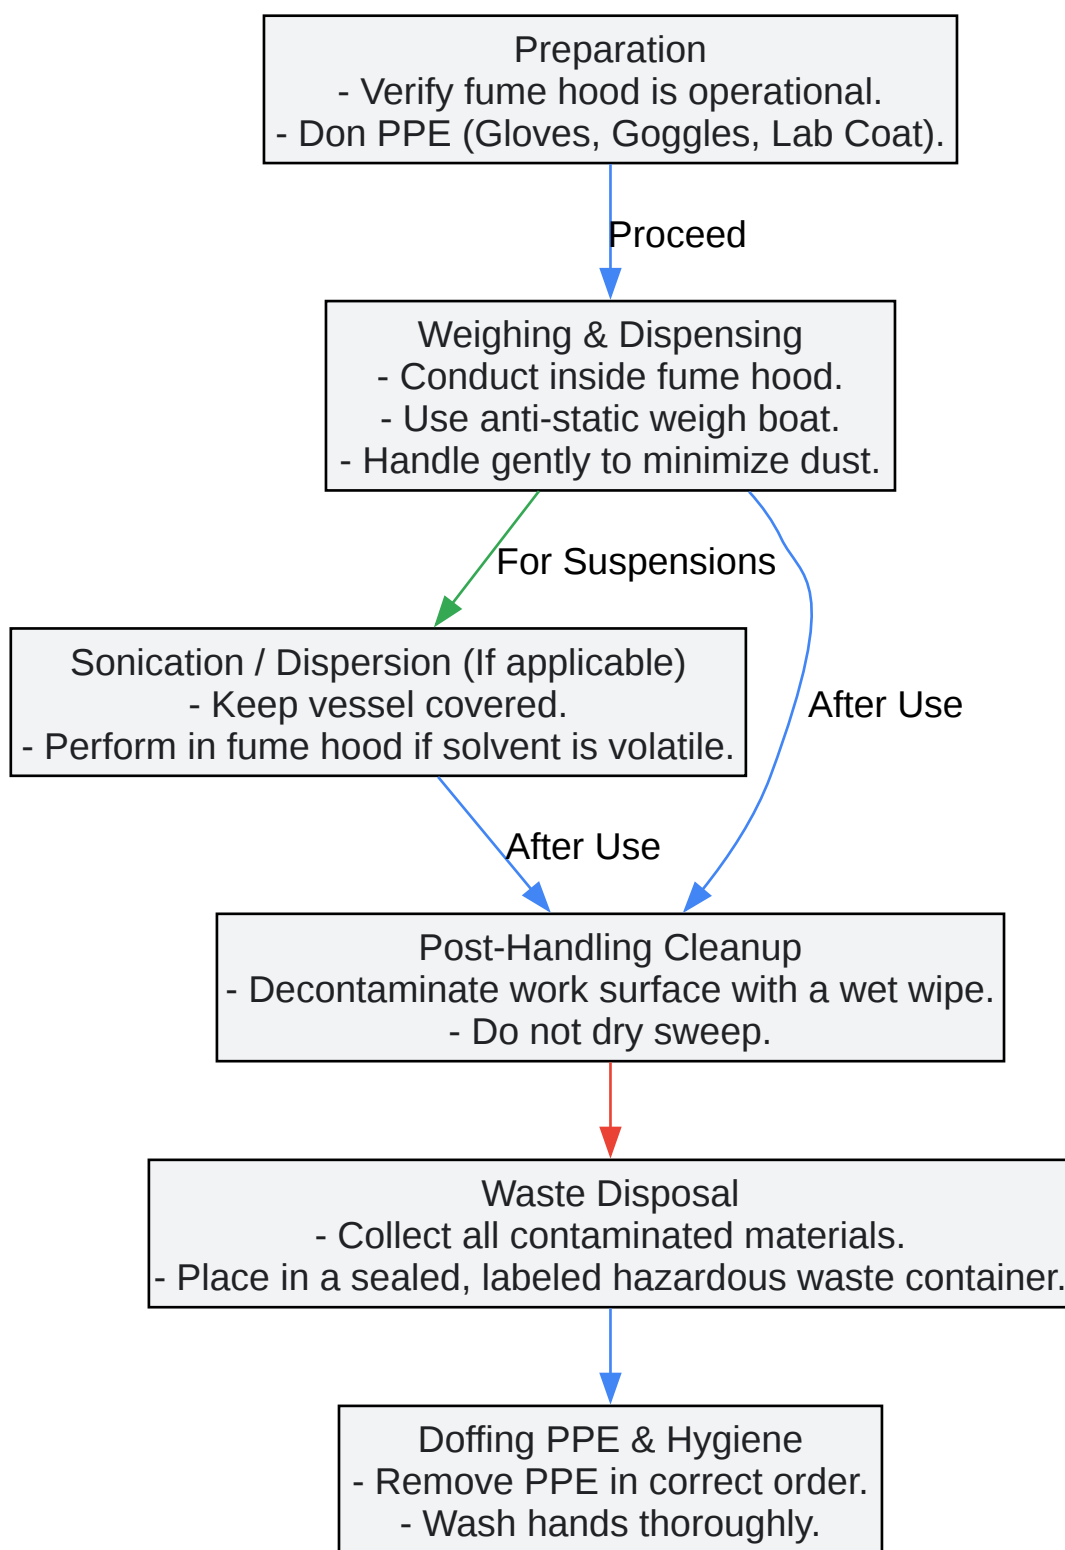 Preparation
- Verify fume hood is operational.
- Don PPE (Gloves, Goggles, Lab Coat).
Proceed
Weighing & Dispensing
- Conduct inside fume hood.
- Use anti-static weigh boat.
- Handle gently to minimize dust.
For Suspensions
Sonication / Dispersion (If applicable)
- Keep vessel covered.
- Perform in fume hood if solvent is volatile.
After Use
After Use
Post-Handling Cleanup
- Decontaminate work surface with a wet wipe.
- Do not dry sweep.
Waste Disposal
- Collect all contaminated materials.
- Place in a sealed, labeled hazardous waste container.
Doffing PPE & Hygiene
- Remove PPE in correct order.
- Wash hands thoroughly.